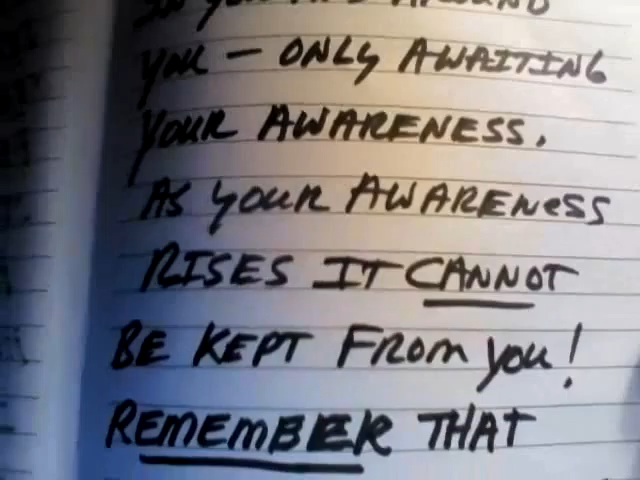 YOU — ONLY AWAITING
YOUR AWARENESS.
AS YOUR AWARENESS
RISES IT CANNOT
BE KEPT FROM YOU!
REMEMBER THAT